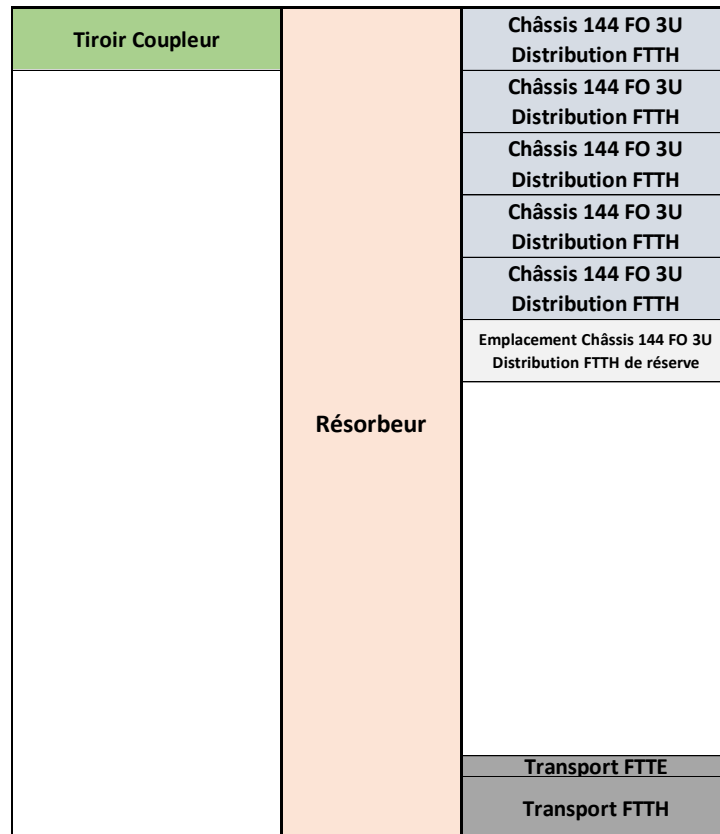 Tiroir Coupleur
Résorbeur
Châssis 144 FO 3U
Distribution FTTH
Châssis 144 FO 3U
Distribution FTTH
Châssis 144 FO 3U
Distribution FTTH
Châssis 144 FO 3U
Distribution FTTH
Châssis 144 FO 3U
Distribution FTTH
Emplacement Châssis 144 FO 3U
Distribution FTTH de réserve
Transport FTTE
Transport FTTH